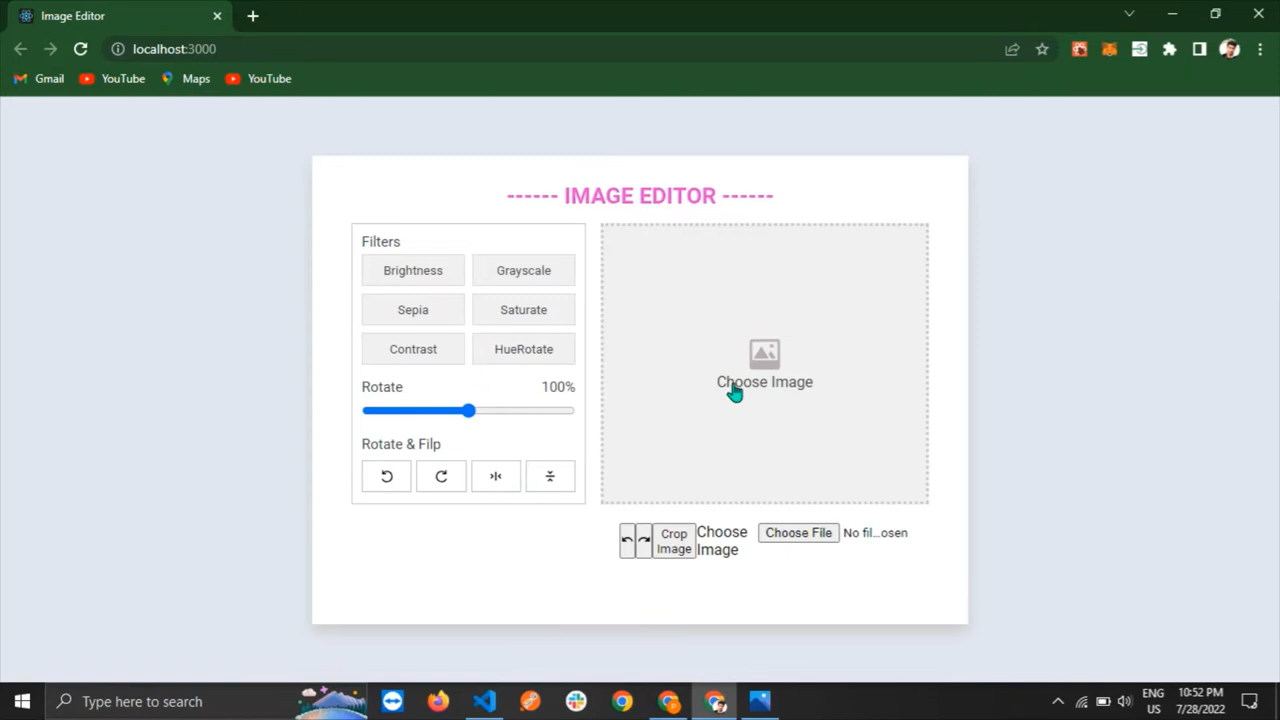 Image Editor
localhost:3000
Gmail YouTube Maps YouTube
------ IMAGE EDITOR ------
Filters
Brightness Grayscale
Sepia Saturate
Contrast HueRotate
Rotate 100%
Rotate & Filp
Choose Image
Crop
Image
Choose
Image
Choose File No fil...osen
Type here to search
ENG
US
10:52 PM
7/28/2022